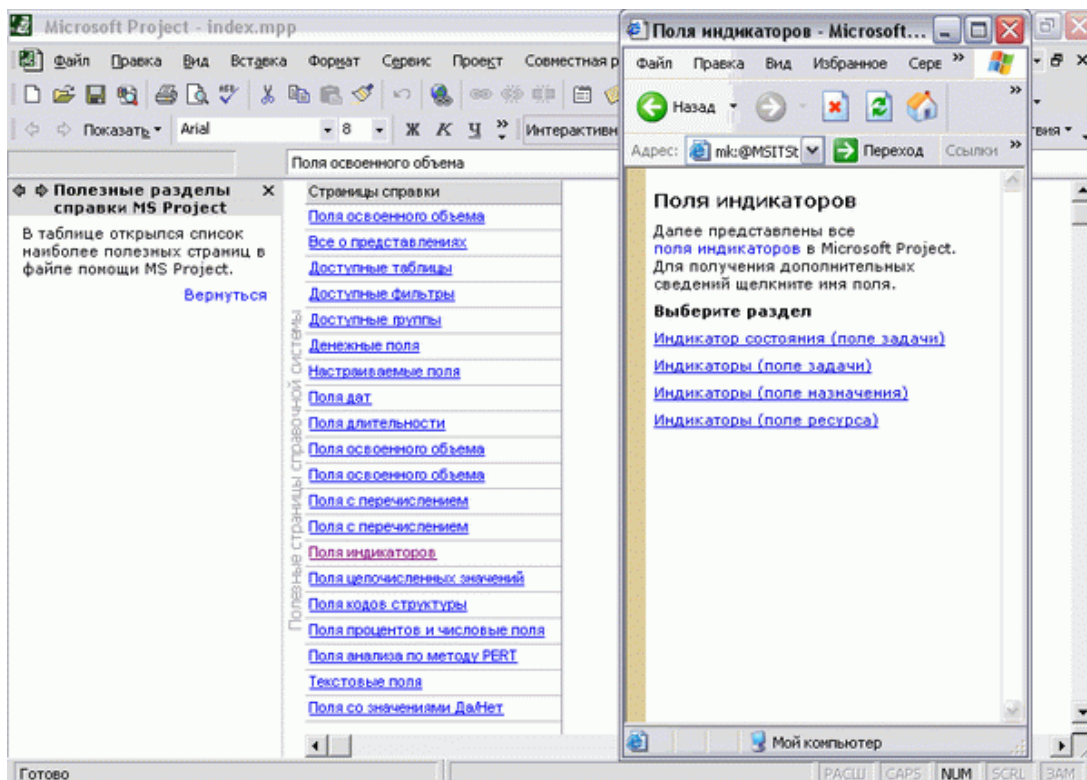 Microsoft Project - index.mpp
Файл Правка Вид Вставка Формат Сервис Проект Совместная р
Показать Arial 8 Ж К Ч Интерактивн
Поля освоенного объема
Полезные разделы
справки MS Project
В таблице открылся список
наиболее полезных страниц в
файле помощи MS Project.
Вернуться
Полезные страницы справочной системы
Страницы справки
Поля освоенного объема
Все о представлениях
Доступные таблицы
Доступные фильтры
Доступные группы
Денежные поля
Настраиваемые поля
Поля дат
Поля длительности
Поля освоенного объема
Поля освоенного объема
Поля с перечислением
Поля с перечислением
Поля индикаторов
Поля целочисленных значений
Поля кодов структуры
Поля процентов и числовые поля
Поля анализа по методу PERT
Текстовые поля
Поля со значениями Да/Нет
Поля индикаторов - Microsoft...
Файл Правка Вид Избранное Серв »
Назад
Адрес: mk:@MSITSt Переход Ссылки »
Поля индикаторов
Далее представлены все
поля индикаторов в Microsoft Project.
Для получения дополнительных
сведений щелкните имя поля.
Выберите раздел
Индикатор состояния (поле задачи)
Индикаторы (поле задачи)
Индикаторы (поле назначения)
Индикаторы (поле ресурса)
Мой компьютер
вия
Готово
РАСШ CAPS NUM SCRL ЗАМ